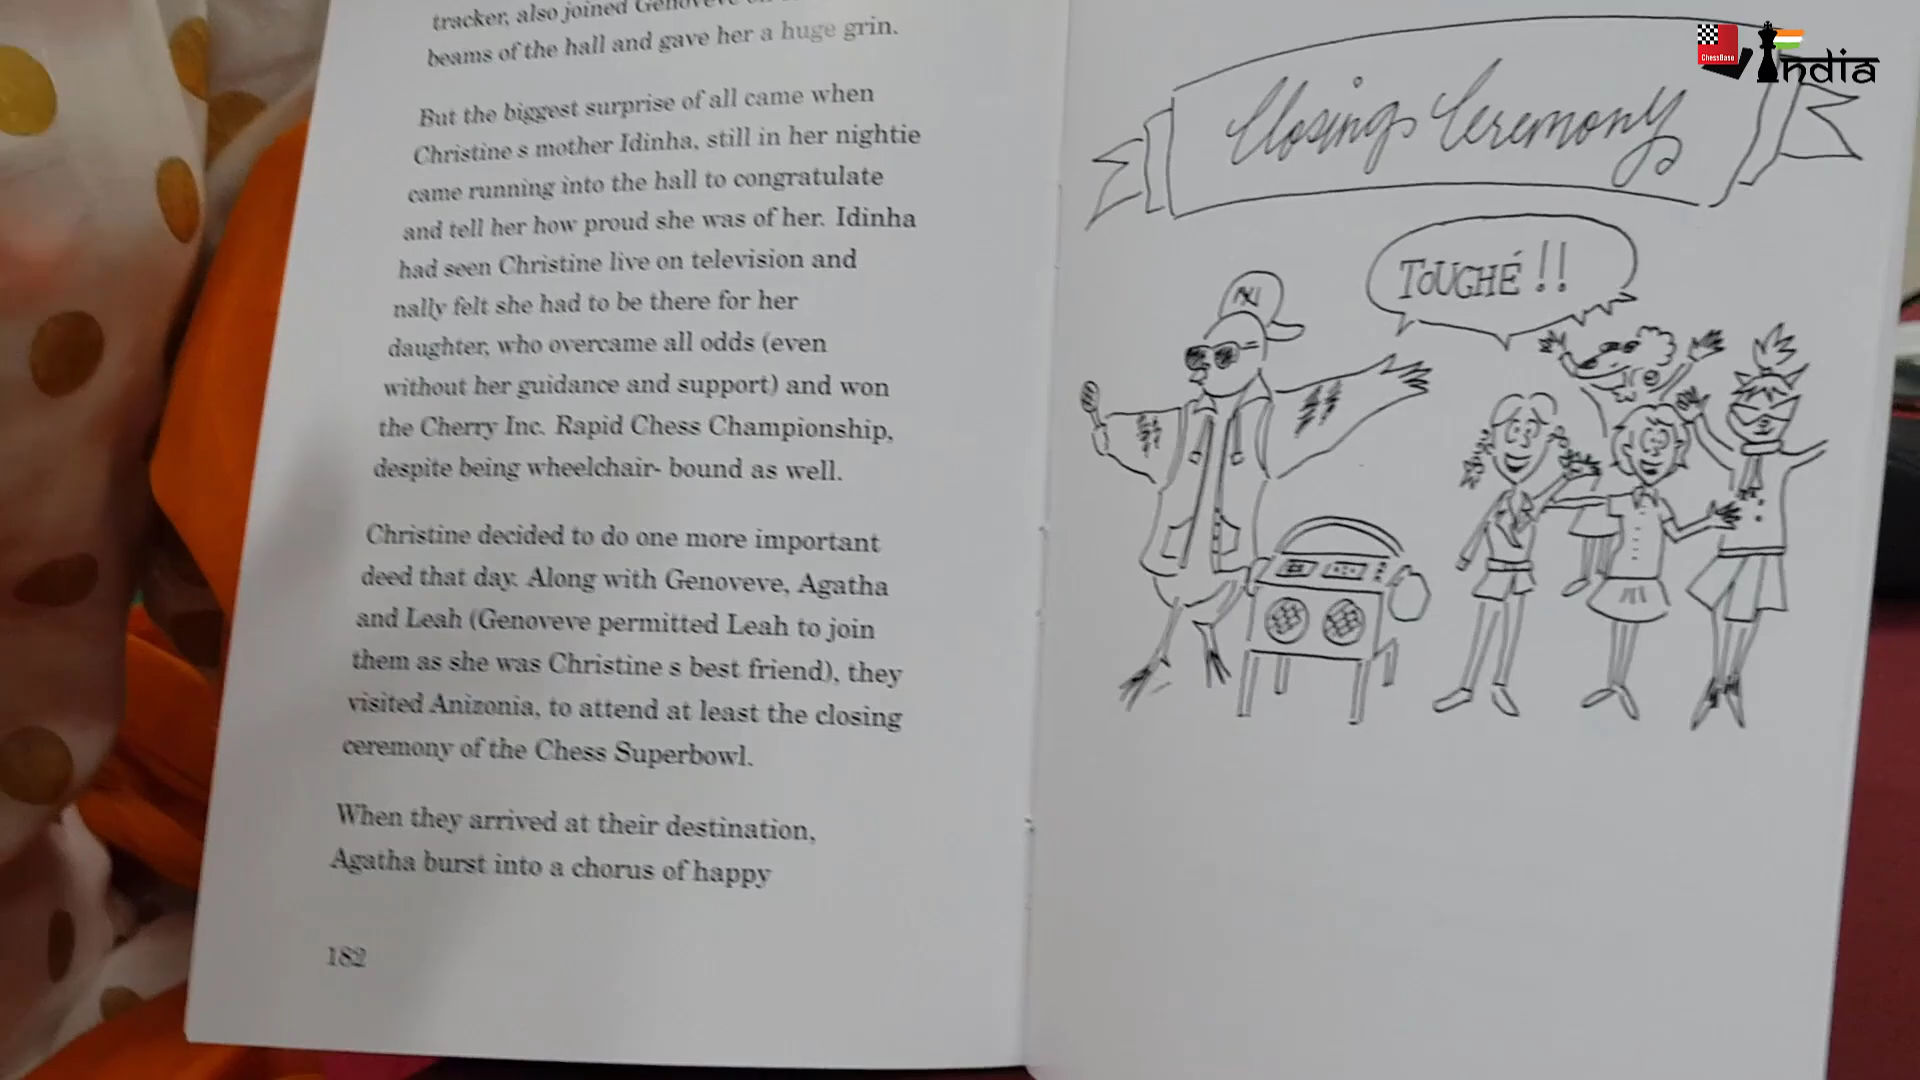 tracker, also joined Genoveve on
beams of the hall and gave her a huge grin.
But the biggest surprise of all came when
Christine s mother Idinha, still in her nightie
came running into the hall to congratulate
and tell her how proud she was of her. Idinha
had seen Christine live on television and
nally felt she had to be there for her
daughter, who overcame all odds (even
without her guidance and support) and won
the Cherry Inc. Rapid Chess Championship,
despite being wheelchair- bound as well.
Christine decided to do one more important
deed that day. Along with Genoveve, Agatha
and Leah (Genoveve permitted Leah to join
them as she was Christine s best friend), they
visited Anizonia, to attend at least the closing
ceremony of the Chess Superbowl.
When they arrived at their destination,
Agatha burst into a chorus of happy
182
Closing Ceremony
TOUCHÉ!!
ChessBase
India